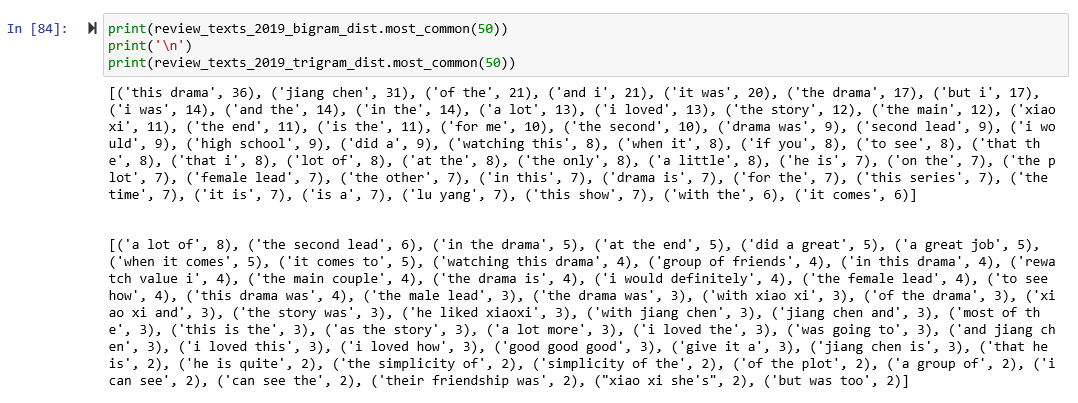 In [84]:
print(review_texts_2019_bigram_dist.most_common(50))
print('\n')
print(review_texts_2019_trigram_dist.most_common(50))
[('this drama', 36), ('jiang chen', 31), ('of the', 21), ('and i', 21), ('it was', 20), ('the drama', 17), ('but i', 17),
('i was', 14), ('and the', 14), ('in the', 14), ('a lot', 13), ('i loved', 13), ('the story', 12), ('the main', 12), ('xiao
xi', 11), ('the end', 11), ('is the', 11), ('for me', 10), ('the second', 10), ('drama was', 9), ('second lead', 9), ('i wo
uld', 9), ('high school', 9), ('did a', 9), ('watching this', 8), ('when it', 8), ('if you', 8), ('to see', 8), ('that th
e', 8), ('that i', 8), ('lot of', 8), ('at the', 8), ('the only', 8), ('a little', 8), ('he is', 7), ('on the', 7), ('the p
lot', 7), ('female lead', 7), ('the other', 7), ('in this', 7), ('drama is', 7), ('for the', 7), ('this series', 7), ('the
time', 7), ('it is', 7), ('is a', 7), ('lu yang', 7), ('this show', 7), ('with the', 6), ('it comes', 6)]
[('a lot of', 8), ('the second lead', 6), ('in the drama', 5), ('at the end', 5), ('did a great', 5), ('a great job', 5),
('when it comes', 5), ('it comes to', 5), ('watching this drama', 4), ('group of friends', 4), ('in this drama', 4), ('rewa
tch value i', 4), ('the main couple', 4), ('the drama is', 4), ('i would definitely', 4), ('the female lead', 4), ('to see
how', 4), ('this drama was', 4), ('the male lead', 3), ('the drama was', 3), ('with xiao xi', 3), ('of the drama', 3), ('xi
ao xi and', 3), ('the story was', 3), ('he liked xiaoxi', 3), ('with jiang chen', 3), ('jiang chen and', 3), ('most of th
e', 3), ('this is the', 3), ('as the story', 3), ('a lot more', 3), ('i loved the', 3), ('was going to', 3), ('and jiang ch
en', 3), ('i loved this', 3), ('i loved how', 3), ('good good good', 3), ('give it a', 3), ('jiang chen is', 3), ('that he
is', 2), ('he is quite', 2), ('the simplicity of', 2), ('simplicity of the', 2), ('of the plot', 2), ('a group of', 2), ('i
can see', 2), ('can see the', 2), ('their friendship was', 2), ("xiao xi she's", 2), ('but was too', 2)]